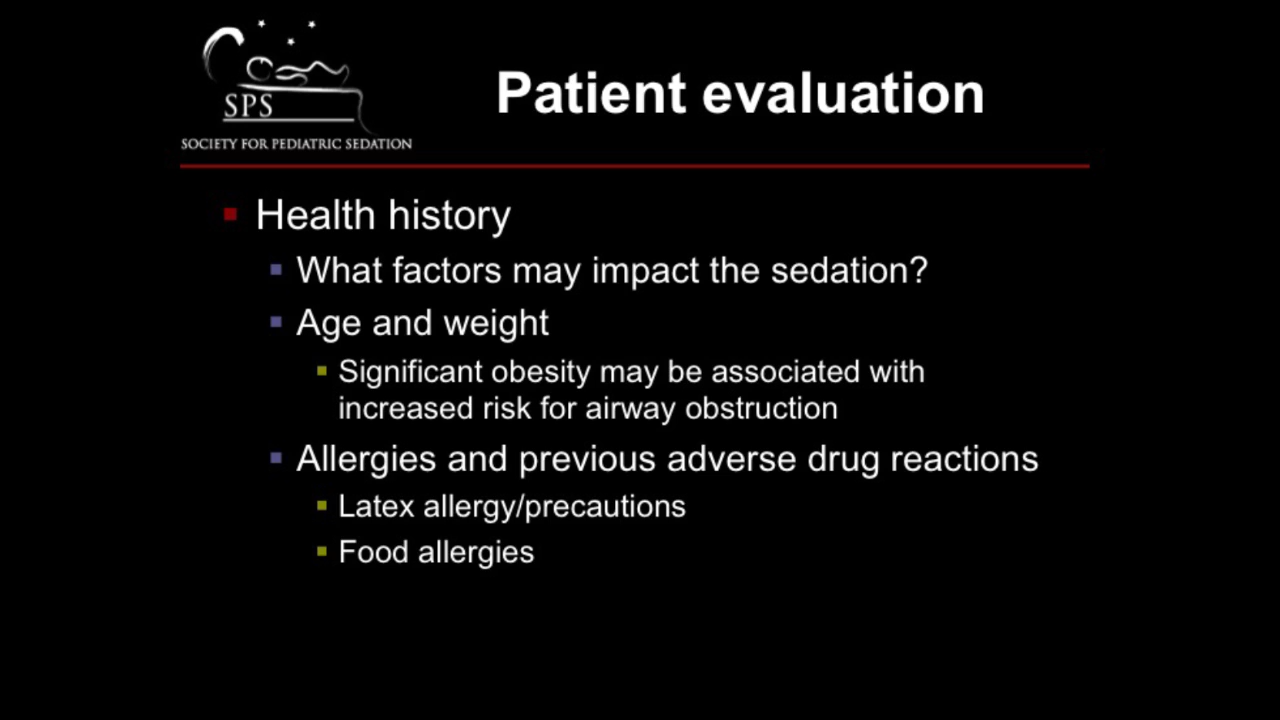 SPS
SOCIETY FOR PEDIATRIC SEDATION
Patient evaluation
Health history
What factors may impact the sedation?
Age and weight
Significant obesity may be associated with
increased risk for airway obstruction
Allergies and previous adverse drug reactions
Latex allergy/precautions
Food allergies